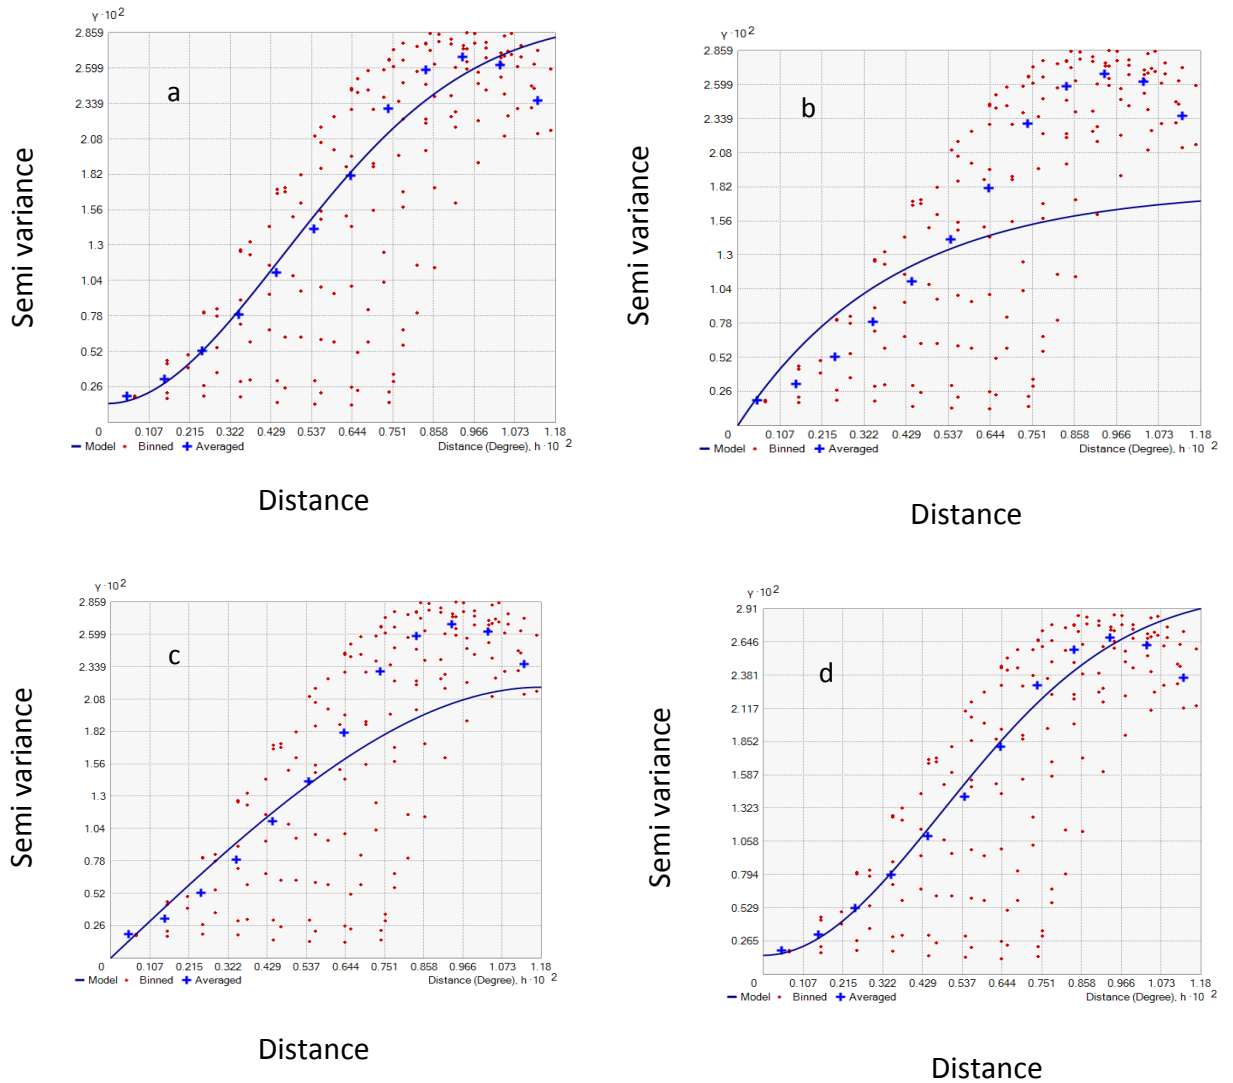 γ · 10 2
2.859
2.599
2.339
2.08
1.82
1.56
1.3
1.04
0.78
0.52
0.26
0 0.107 0.215 0.322 0.429 0.537 0.644 0.751 0.858 0.966 1.073 1.18
Model Binned Averaged Distance (Degree), h · 10 2
a
Semi variance
Distance
γ · 10 2
2.859
2.599
2.339
2.08
1.82
1.56
1.3
1.04
0.78
0.52
0.26
0 0.107 0.215 0.322 0.429 0.537 0.644 0.751 0.858 0.966 1.073 1.18
Model Binned Averaged Distance (Degree), h · 10 2
b
Semi variance
Distance
γ · 10 2
2.859
2.599
2.339
2.08
1.82
1.56
1.3
1.04
0.78
0.52
0.26
0 0.107 0.215 0.322 0.429 0.537 0.644 0.751 0.858 0.966 1.073 1.18
Model Binned Averaged Distance (Degree), h · 10 2
c
Semi variance
Distance
γ · 10 2
2.91
2.646
2.381
2.117
1.852
1.587
1.323
1.058
0.794
0.529
0.265
0 0.107 0.215 0.322 0.429 0.537 0.644 0.751 0.858 0.966 1.073 1.18
Model Binned Averaged Distance (Degree), h · 10 2
d
Semi variance
Distance